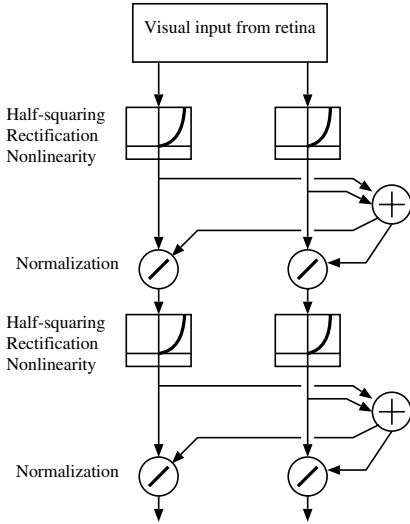 Visual input from retina
Half-squaring
Rectification
Nonlinearity
Normalization
Half-squaring
Rectification
Nonlinearity
Normalization